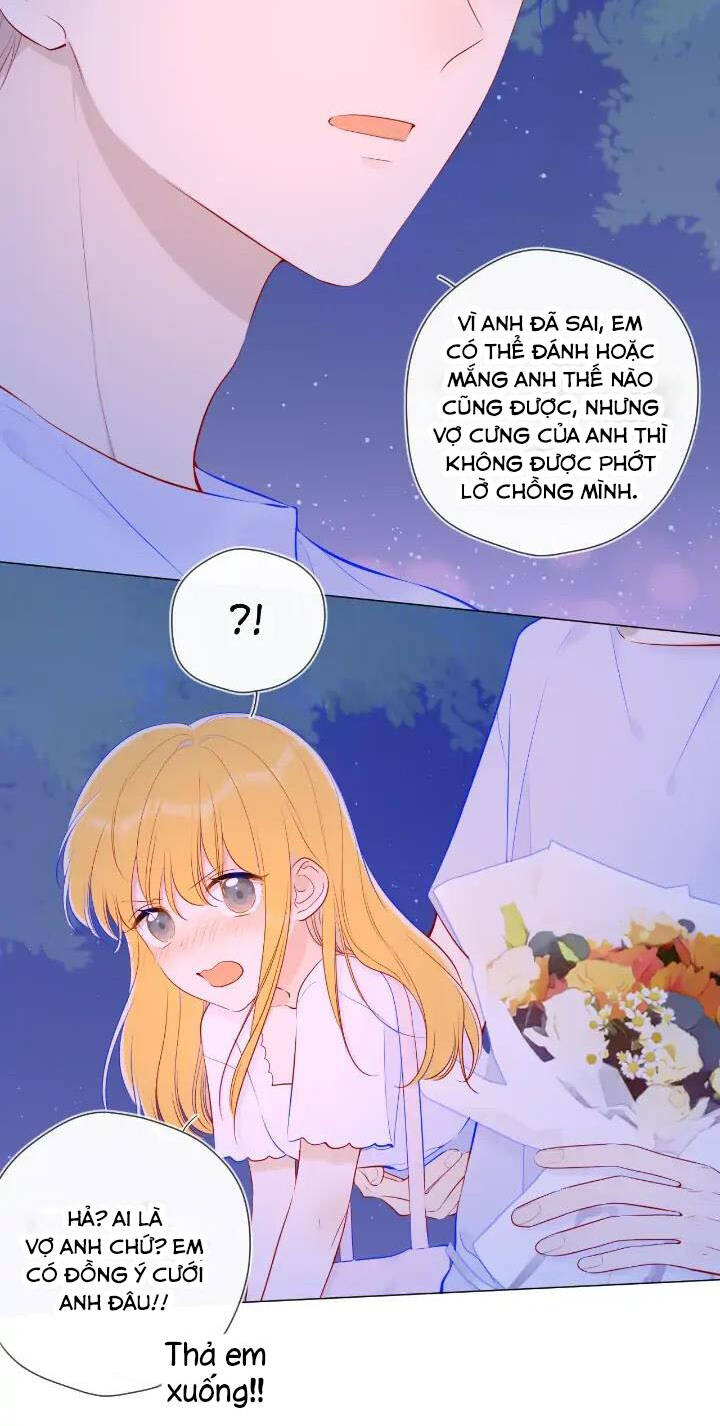 VÌ ANH ĐÃ SAI, EM
CÓ THỂ ĐÁNH HOẶC
MẮNG ANH THẾ NÀO
CŨNG ĐƯỢC, NHƯNG
VỢ CƯNG CỦA ANH THÌ
KHÔNG ĐƯỢC PHỚT
LỜ CHỒNG MÌNH.
?!
HẢ? AI LÀ
VỢ ANH CHỨ? EM
CÓ ĐỒNG Ý CƯỚI
ANH ĐÂU!!
Thả em
xuống!!